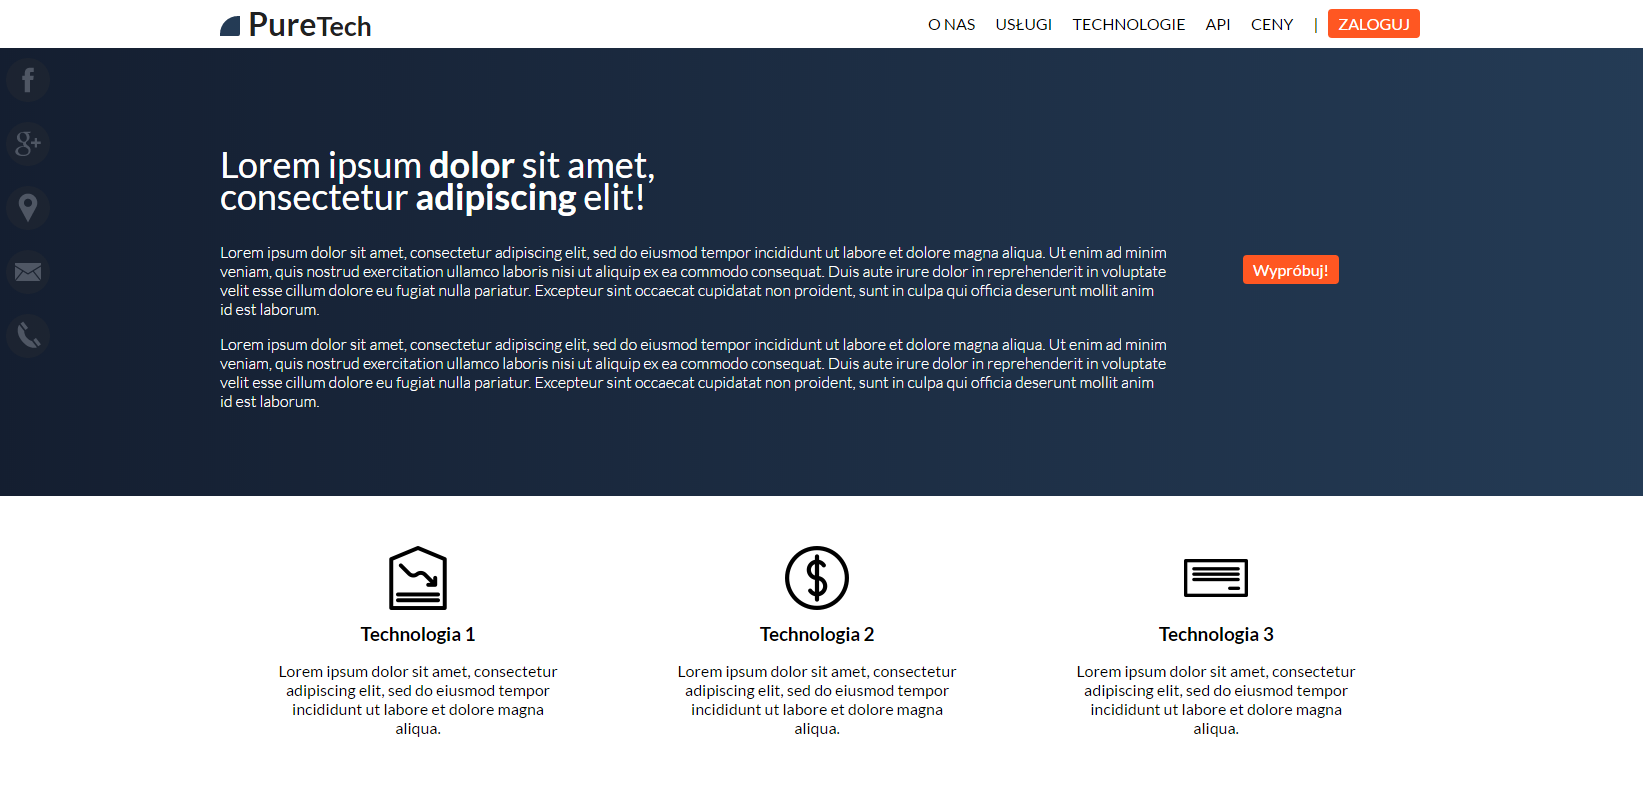 PureTech
O NAS USŁUGI TECHNOLOGIE API CENY | ZALOGUJ
Lorem ipsum dolor sit amet,
consectetur adipiscing elit!
Lorem ipsum dolor sit amet, consectetur adipiscing elit, sed do eiusmod tempor incididunt ut labore et dolore magna aliqua. Ut enim ad minim
veniam, quis nostrud exercitation ullamco laboris nisi ut aliquip ex ea commodo consequat. Duis aute irure dolor in reprehenderit in voluptate
velit esse cillum dolore eu fugiat nulla pariatur. Excepteur sint occaecat cupidatat non proident, sunt in culpa qui officia deserunt mollit anim
id est laborum.
Lorem ipsum dolor sit amet, consectetur adipiscing elit, sed do eiusmod tempor incididunt ut labore et dolore magna aliqua. Ut enim ad minim
veniam, quis nostrud exercitation ullamco laboris nisi ut aliquip ex ea commodo consequat. Duis aute irure dolor in reprehenderit in voluptate
velit esse cillum dolore eu fugiat nulla pariatur. Excepteur sint occaecat cupidatat non proident, sunt in culpa qui officia deserunt mollit anim
id est laborum.
Wypróbuj!
Technologia 1
Lorem ipsum dolor sit amet, consectetur
adipiscing elit, sed do eiusmod tempor
incididunt ut labore et dolore magna
aliqua.
Technologia 2
Lorem ipsum dolor sit amet, consectetur
adipiscing elit, sed do eiusmod tempor
incididunt ut labore et dolore magna
aliqua.
Technologia 3
Lorem ipsum dolor sit amet, consectetur
adipiscing elit, sed do eiusmod tempor
incididunt ut labore et dolore magna
aliqua.